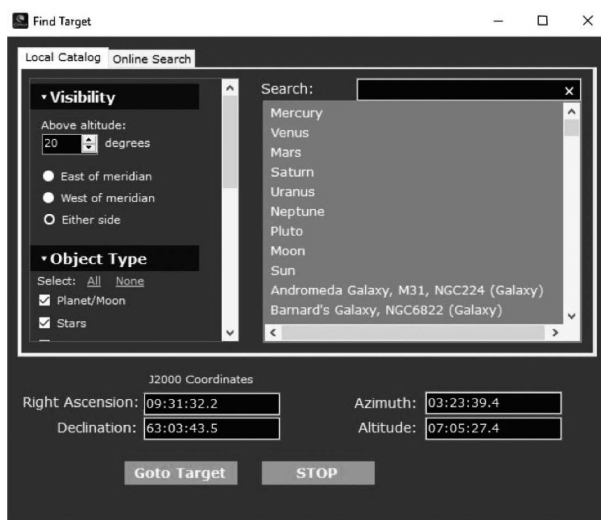 Find Target
Local Catalog
Online Search
Visibility
Above altitude:
20 degrees
East of meridian
West of meridian
Either side
Object Type
Select: All None
Planet/Moon
Stars
Search:
Mercury
Venus
Mars
Saturn
Uranus
Neptune
Pluto
Moon
Sun
Andromeda Galaxy, M31, NGC224 (Galaxy)
Barnard's Galaxy, NGC6822 (Galaxy)
J2000 Coordinates
Right Ascension: 09:31:32.2
Declination: 63:03:43.5
Azimuth: 03:23:39.4
Altitude: 07:05:27.4
Goto Target
STOP